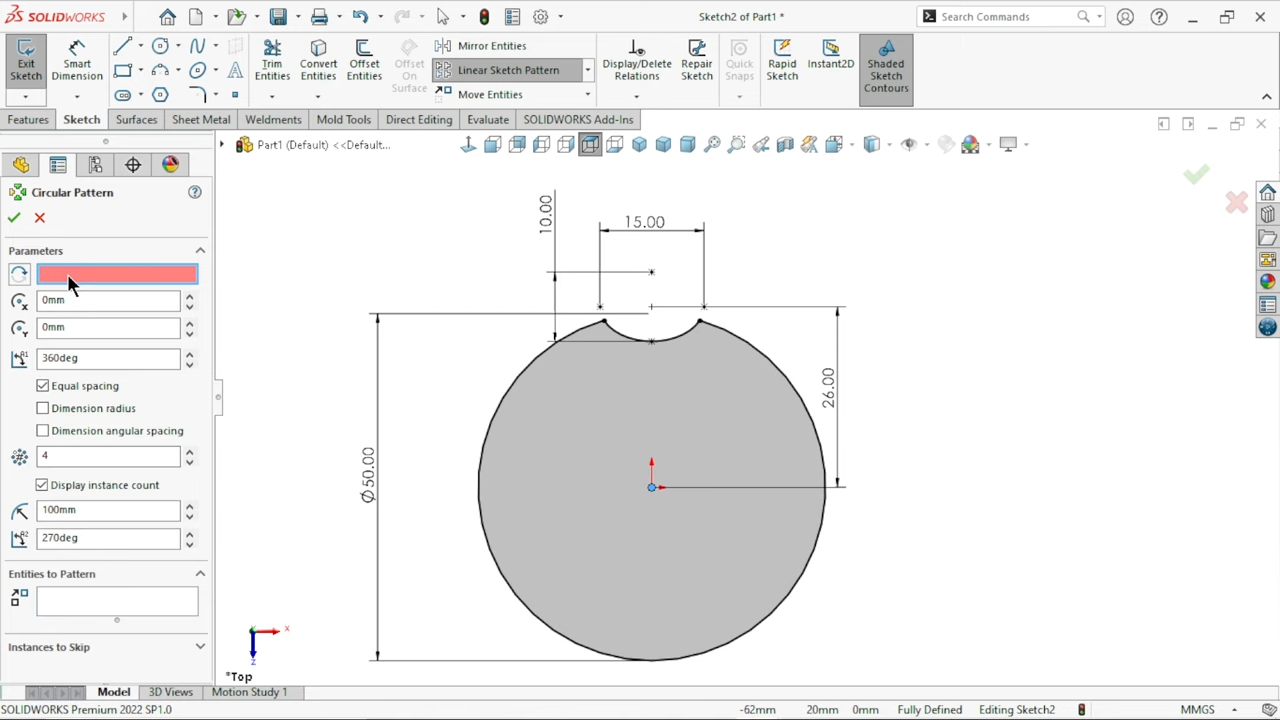 SOLIDWORKS
Sketch2 of Part1 *
Search Commands
Exit Sketch
Smart Dimension
Trim Entities
Convert Entities
Offset Entities
Offset On Surface
Mirror Entities
Linear Sketch Pattern
Move Entities
Display/Delete Relations
Repair Sketch
Quick Snaps
Rapid Sketch
Instant2D
Shaded Sketch Contours
Features
Sketch
Surfaces
Sheet Metal
Weldments
Mold Tools
Direct Editing
Evaluate
SOLIDWORKS Add-Ins
Part1 (Default) <<Default...
Circular Pattern
Parameters
0mm
0mm
360deg
Equal spacing
Dimension radius
Dimension angular spacing
4
Display instance count
100mm
270deg
Entities to Pattern
Instances to Skip
10.00
15.00
26.00
∅50.00
x
z
*Top
Model
3D Views
Motion Study 1
SOLIDWORKS Premium 2022 SP1.0
-62mm
20mm
0mm
Fully Defined
Editing Sketch2
MMGS